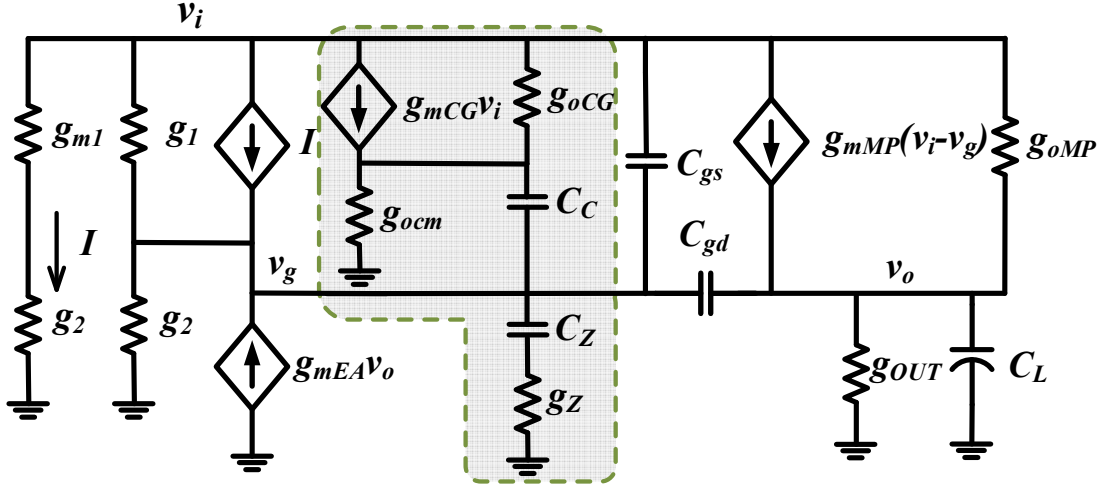 v_i
g_m1
g_1
I
g_mCG v_i
g_oCG
C_gs
g_mMP(v_i-v_g)
g_oMP
I
g_ocm
C_C
C_gd
v_g
v_o
g_2
g_2
g_mEA v_o
C_Z
g_Z
g_OUT
C_L